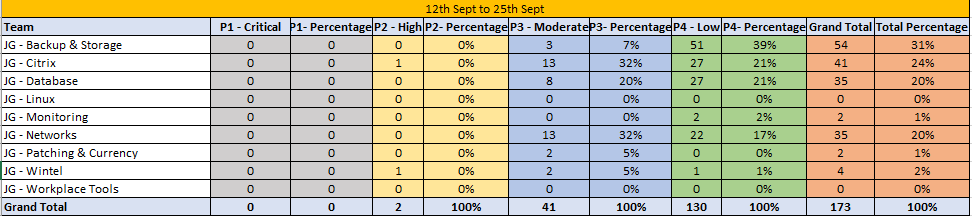 12th Sept to 25th Sept
Team P1 - Critical P1- Percentage P2 - High P2- Percentage P3 - Moderate P3- Percentage P4 - Low P4- Percentage Grand Total Total Percentage
JG - Backup & Storage 0 0 0 0% 3 7% 51 39% 54 31%
JG - Citrix 0 0 1 0% 13 32% 27 21% 41 24%
JG - Database 0 0 0 0% 8 20% 27 21% 35 20%
JG - Linux 0 0 0 0% 0 0% 0 0% 0 0%
JG - Monitoring 0 0 0 0% 0 0% 2 2% 2 1%
JG - Networks 0 0 0 0% 13 32% 22 17% 35 20%
JG - Patching & Currency 0 0 0 0% 2 5% 0 0% 2 1%
JG - Wintel 0 0 1 0% 2 5% 1 1% 4 2%
JG - Workplace Tools 0 0 0 0% 0 0% 0 0% 0 0%
Grand Total 0 0 2 100% 41 100% 130 100% 173 100%